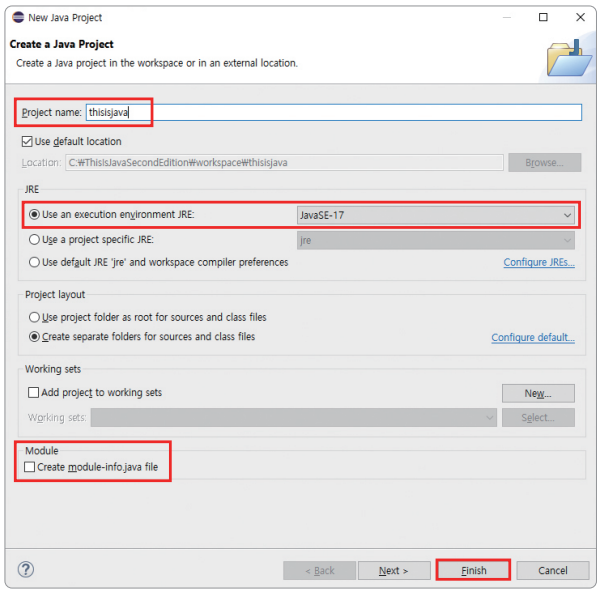 New Java Project
Create a Java Project
Create a Java project in the workspace or in an external location.
Project name: thisisjava
Use default location
Location: C:₩ThisIsJavaSecondEdition₩workspace₩thisisjava Browse...
JRE
Use an execution environment JRE: JavaSE-17
Use a project specific JRE: jre
Use default JRE 'jre' and workspace compiler preferences Configure JREs...
Project layout
Use project folder as root for sources and class files
Create separate folders for sources and class files Configure default...
Working sets
Add project to working sets New...
Working sets: Select...
Module
Create module-info.java file
? < Back Next > Finish Cancel